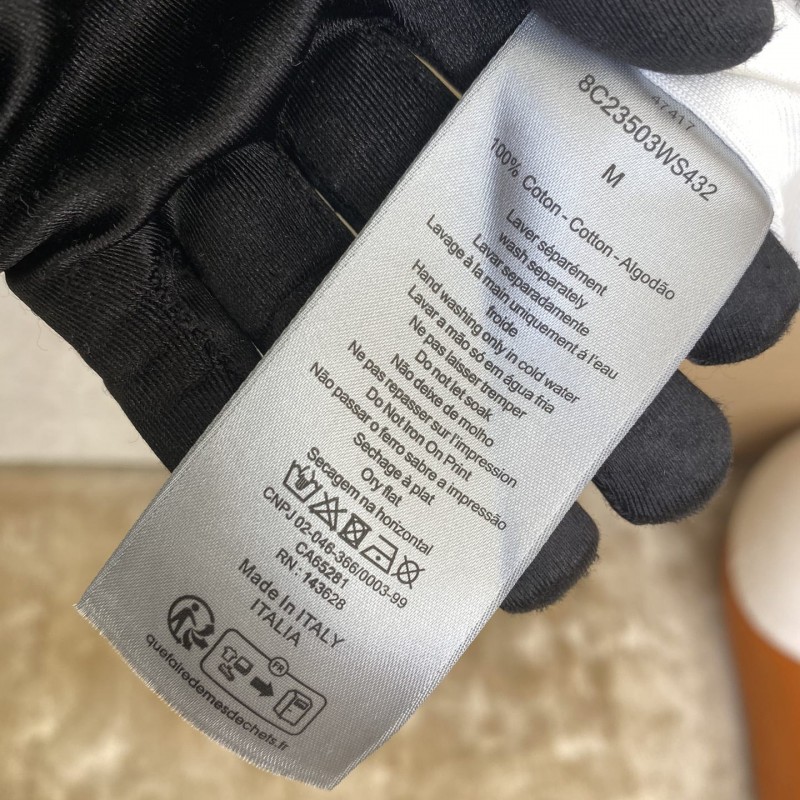 47417
8C23503WS432
M
100% Coton - Cotton - Algodão
Laver séparément
wash separately
Lavar separadamente
Lavage à la main uniquement á l'eau
froide
Hand washing only in cold water
Lavar a mão só em água fria
Ne pas laisser tremper
Do not let soak
Não deixe de molho
Ne pas repasser sur l'impression
Do Not Iron On Print
Não passar o ferro sabre a impressão
Sechage à plat
Ory flat
Secagem na horizontal
CNPJ 02-046-366/0003-99
CA65281
RN: 143628
Made In ITALY
ITALIA
FR
quefairedemesdechets.fr